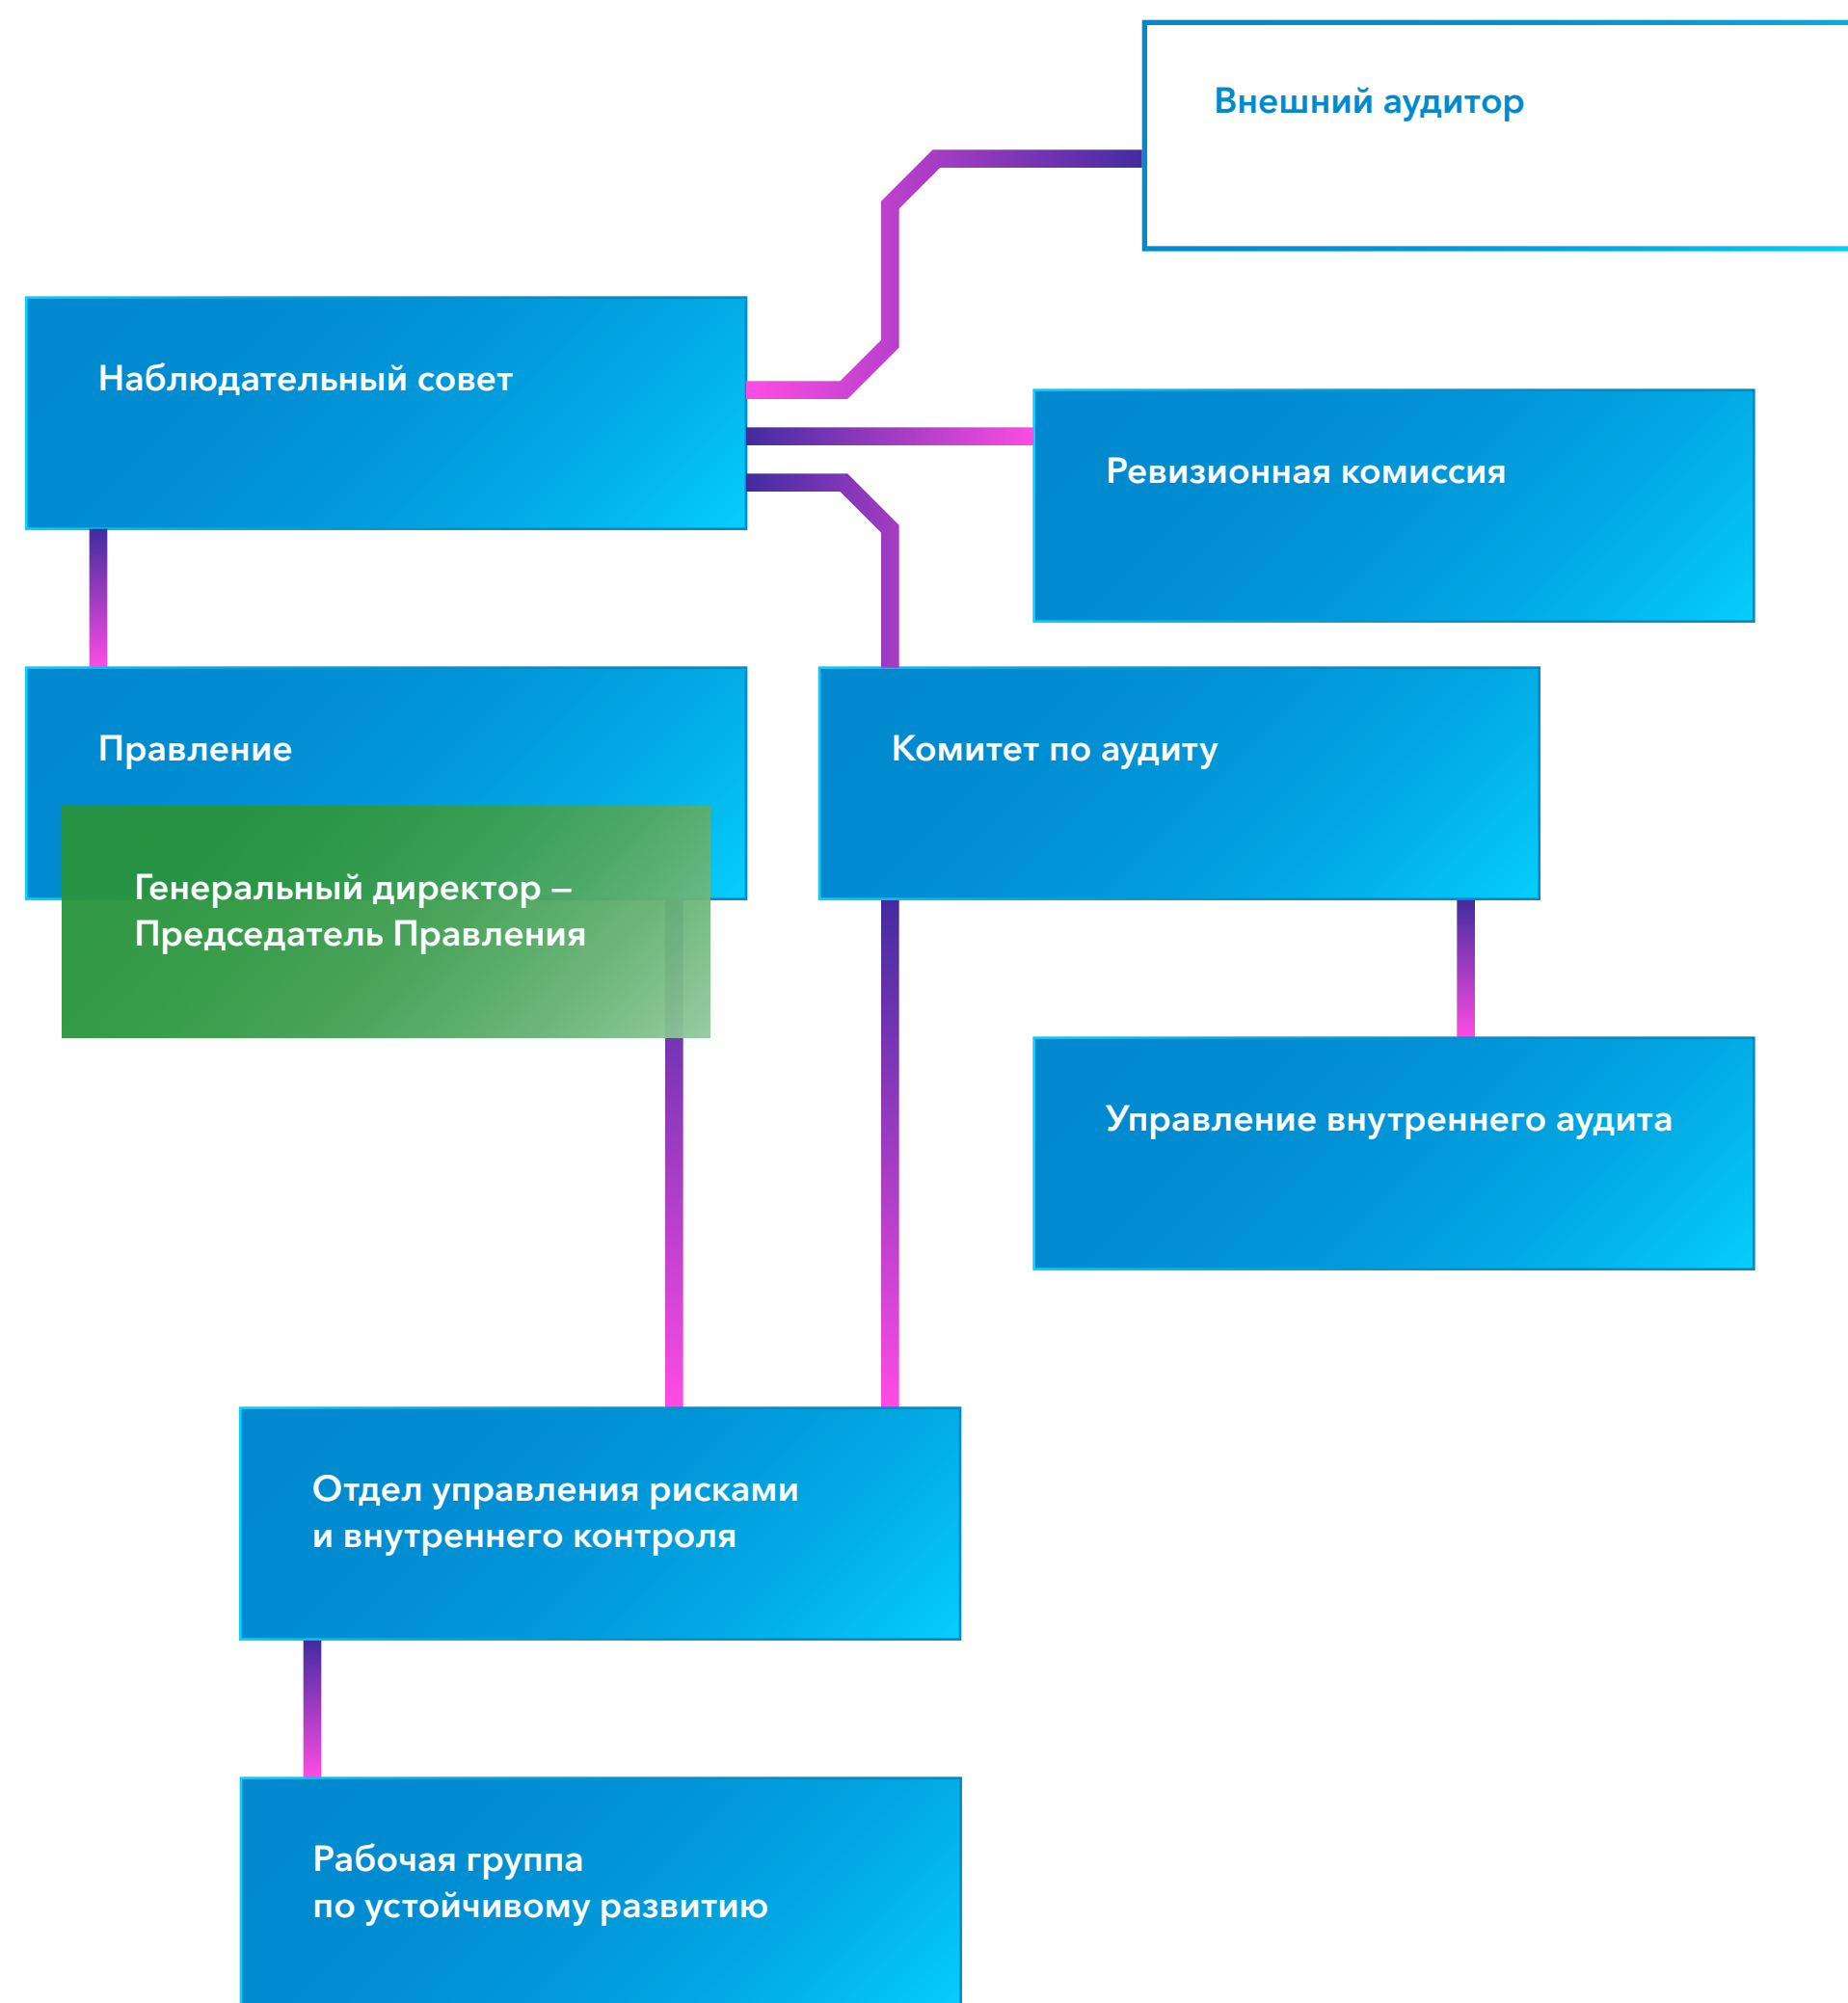 Внешний аудитор
Наблюдательный совет
Ревизионная комиссия
Правление
Комитет по аудиту
Генеральный директор —
Председатель Правления
Управление внутреннего аудита
Отдел управления рисками
и внутреннего контроля
Рабочая группа
по устойчивому развитию